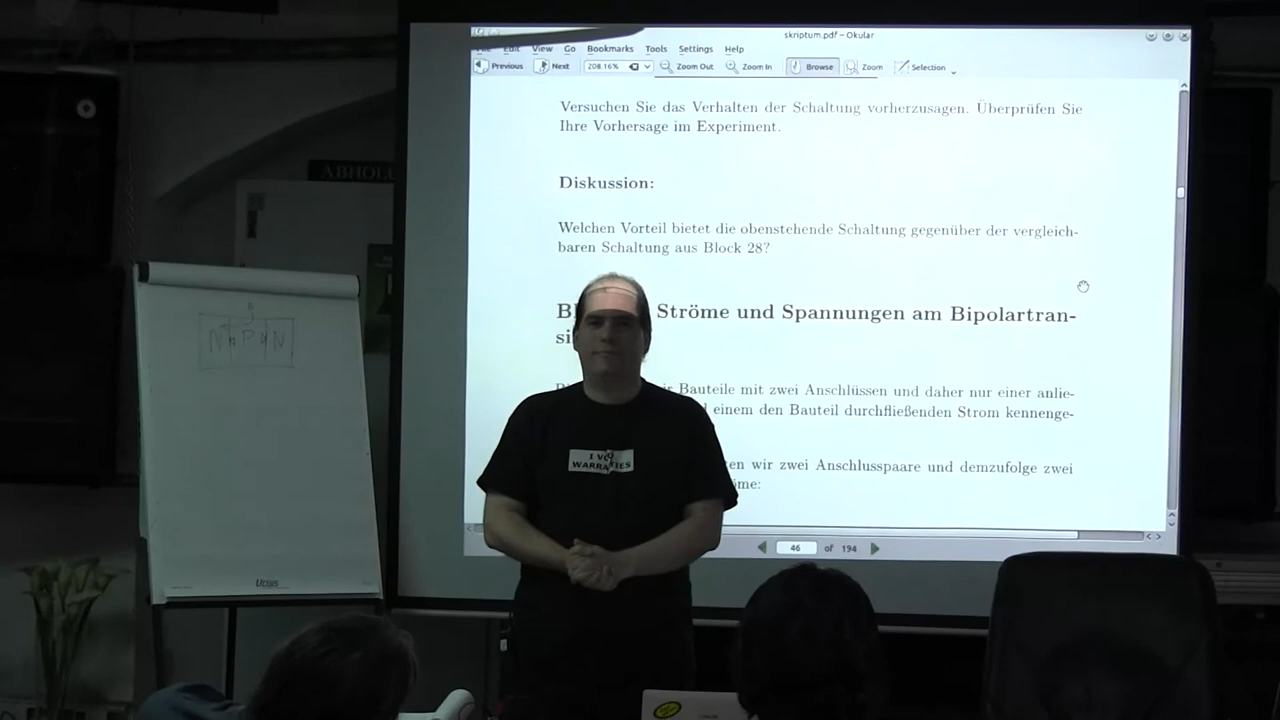 skriptum.pdf – Okular
Edit View Go Bookmarks Tools Settings Help
Previous Next 208.16% Zoom Out Zoom In Browse Zoom Selection
Versuchen Sie das Verhalten der Schaltung vorherzusagen. Überprüfen Sie
Ihre Vorhersage im Experiment.
Diskussion:
Welchen Vorteil bietet die obenstehende Schaltung gegenüber der vergleich-
baren Schaltung aus Block 28?
Ströme und Spannungen am Bipolartran-
Bauteile mit zwei Anschlüssen und daher nur einer anlie-
einem den Bauteil durchfließenden Strom kennenge-
wir zwei Anschlusspaare und demzufolge zwei
46 of 194
ABHOLU
N P N
I VO
WARRA IES